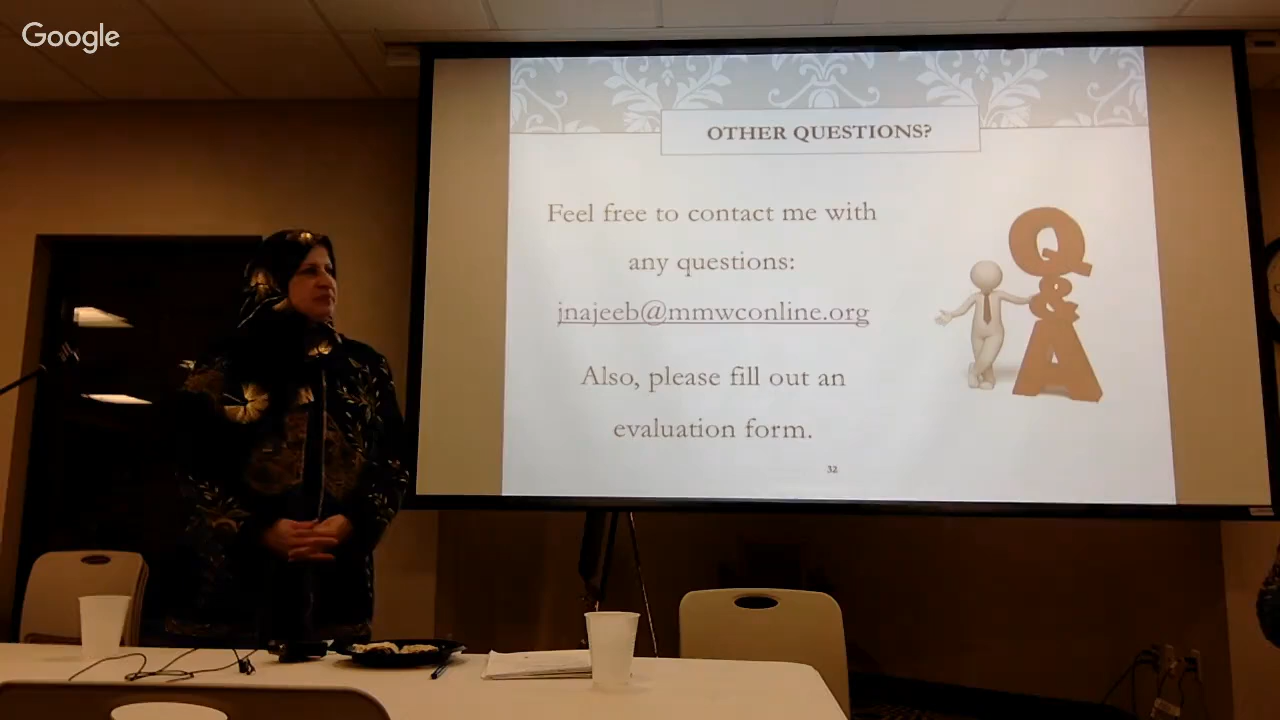 Google
OTHER QUESTIONS?
Feel free to contact me with
any questions:
jnajeeb@mmwconline.org
Also, please fill out an
evaluation form.
32
Q
&
A